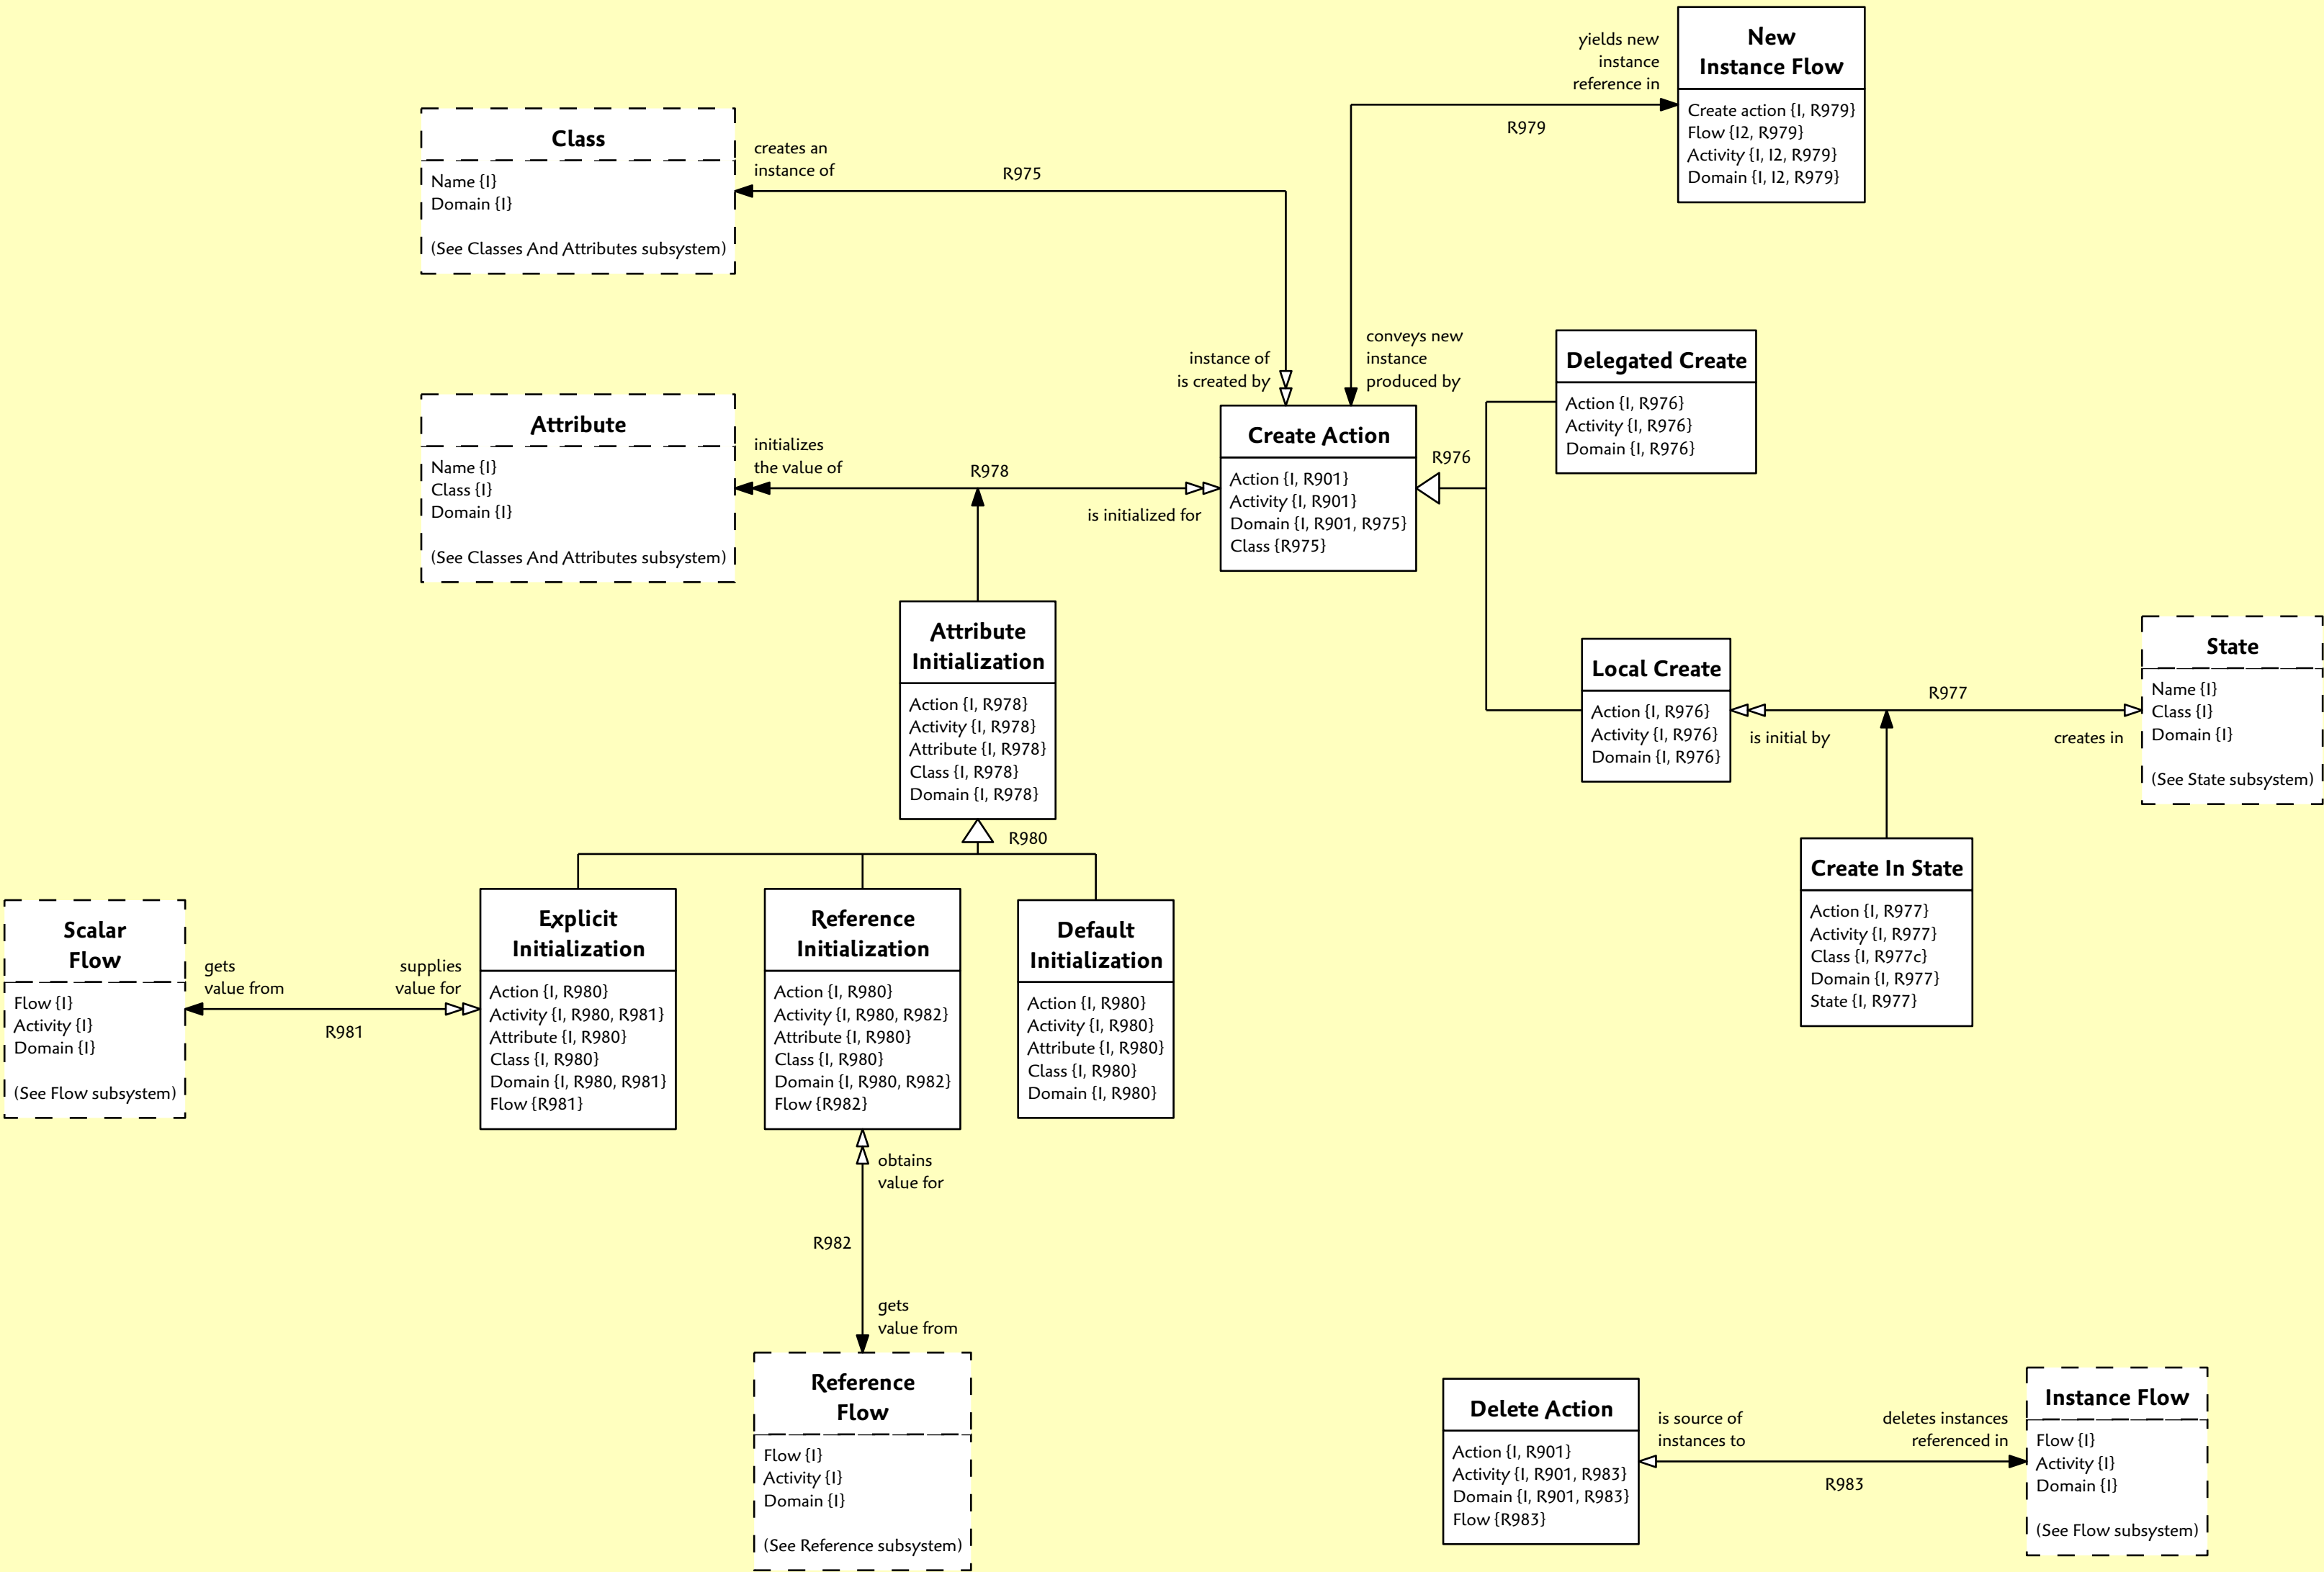 New
Instance Flow
Create action {I, R979}
Flow {I2, R979}
Activity {I, I2, R979}
Domain {I, I2, R979}
yields new
instance
reference in
R979
Class
Name {I}
Domain {I}
(See Classes And Attributes subsystem)
creates an
instance of
R975
instance of
is created by
conveys new
instance
produced by
Delegated Create
Action {I, R976}
Activity {I, R976}
Domain {I, R976}
Attribute
Name {I}
Class {I}
Domain {I}
(See Classes And Attributes subsystem)
initializes
the value of
R978
is initialized for
Create Action
Action {I, R901}
Activity {I, R901}
Domain {I, R901, R975}
Class {R975}
R976
Attribute
Initialization
Action {I, R978}
Activity {I, R978}
Attribute {I, R978}
Class {I, R978}
Domain {I, R978}
R980
Local Create
Action {I, R976}
Activity {I, R976}
Domain {I, R976}
is initial by
R977
creates in
State
Name {I}
Class {I}
Domain {I}
(See State subsystem)
Create In State
Action {I, R977}
Activity {I, R977}
Class {I, R977c}
Domain {I, R977}
State {I, R977}
Scalar
Flow
Flow {I}
Activity {I}
Domain {I}
(See Flow subsystem)
gets
value from
R981
supplies
value for
Explicit
Initialization
Action {I, R980}
Activity {I, R980, R981}
Attribute {I, R980}
Class {I, R980}
Domain {I, R980, R981}
Flow {R981}
Reference
Initialization
Action {I, R980}
Activity {I, R980, R982}
Attribute {I, R980}
Class {I, R980}
Domain {I, R980, R982}
Flow {R982}
Default
Initialization
Action {I, R980}
Activity {I, R980}
Attribute {I, R980}
Class {I, R980}
Domain {I, R980}
obtains
value for
R982
gets
value from
Reference
Flow
Flow {I}
Activity {I}
Domain {I}
(See Reference subsystem)
Delete Action
Action {I, R901}
Activity {I, R901, R983}
Domain {I, R901, R983}
Flow {R983}
is source of
instances to
deletes instances
referenced in
R983
Instance Flow
Flow {I}
Activity {I}
Domain {I}
(See Flow subsystem)